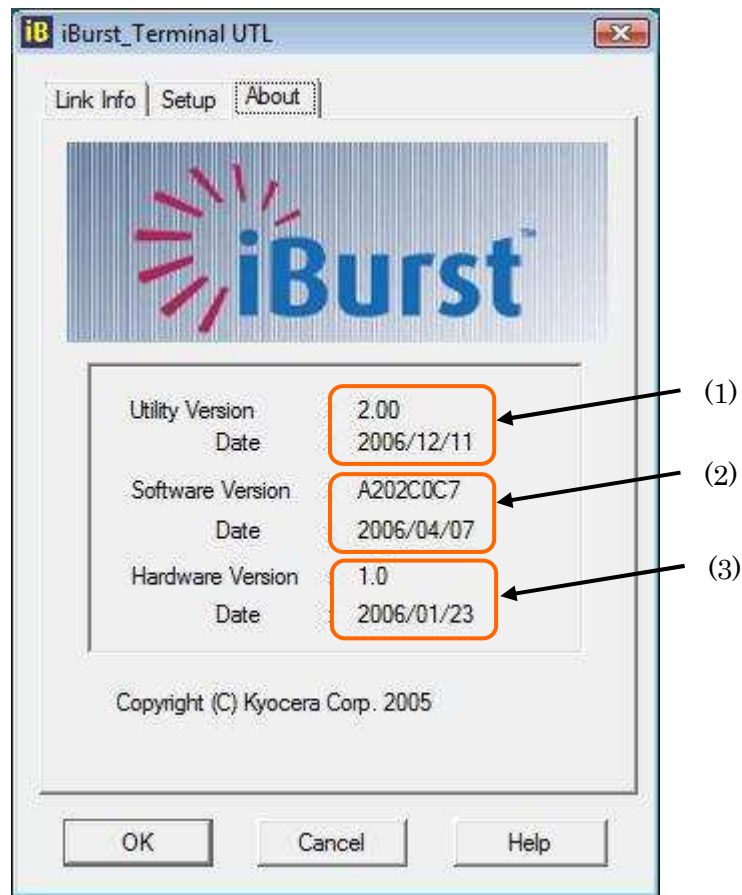 iB iBurst_Terminal UTL
Link Info Setup About
iBurst™
Utility Version 2.00 (1)
Date 2006/12/11
Software Version A202C0C7 (2)
Date 2006/04/07
Hardware Version 1.0 (3)
Date 2006/01/23
Copyright (C) Kyocera Corp. 2005
OK Cancel Help